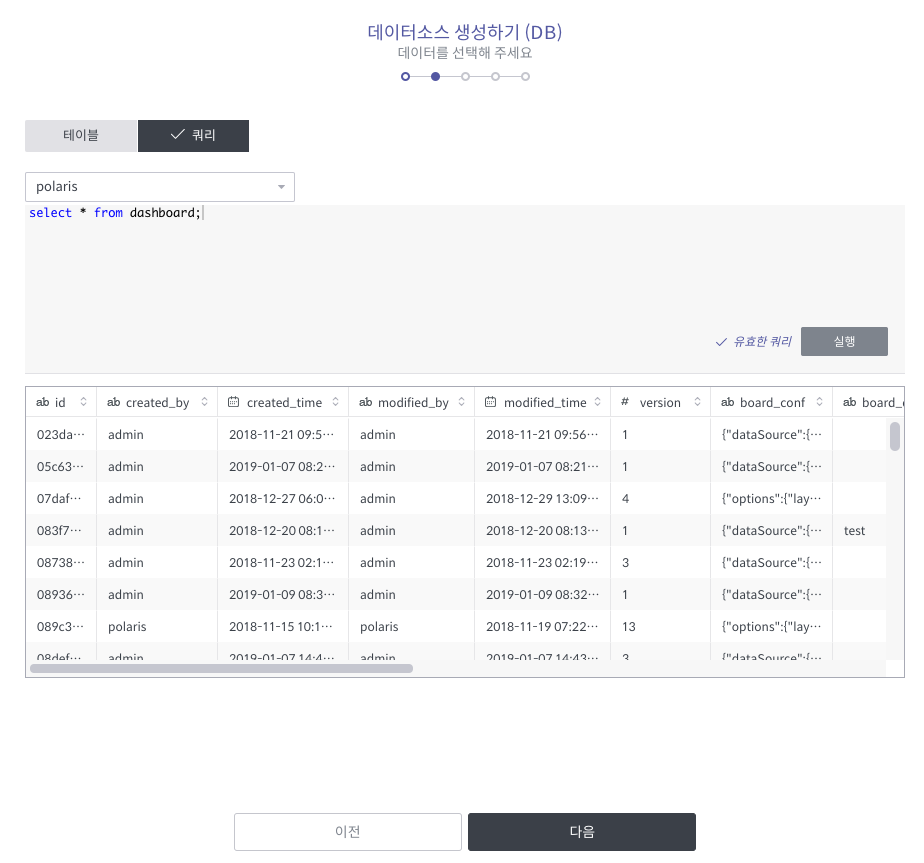 데이터소스 생성하기 (DB)
데이터를 선택해 주세요
테이블 쿼리
polaris
select * from dashboard;
유효한 쿼리 실행
ab id ab created_by created_time ab modified_by modified_time # version ab board_conf ab board_
023da··· admin 2018-11-21 09:5··· admin 2018-11-21 09:56··· 1 {"dataSource":{···
05c63··· admin 2019-01-07 08:2··· admin 2019-01-07 08:21··· 1 {"dataSource":{···
07daf··· admin 2018-12-27 06:0··· admin 2018-12-29 13:09··· 4 {"options":{"lay···
083f7··· admin 2018-12-20 08:1··· admin 2018-12-20 08:13··· 1 {"dataSource":{··· test
08738··· admin 2018-11-23 02:1··· admin 2018-11-23 02:19··· 3 {"dataSource":{···
08936··· admin 2019-01-09 08:3··· admin 2019-01-09 08:32··· 1 {"dataSource":{···
089c3··· polaris 2018-11-15 10:1··· polaris 2018-11-19 07:22··· 13 {"options":{"lay···
08def··· admin 2019-01-07 14:4··· admin 2019-01-07 14:43··· 3 {"dataSource":{···
이전 다음